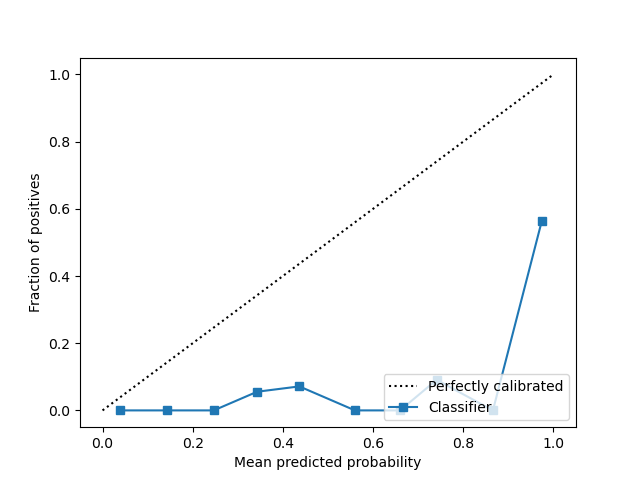 1.0
0.8
0.6
0.4
0.2
0.0
Fraction of positives
Perfectly calibrated
Classifier
0.0 0.2 0.4 0.6 0.8 1.0
Mean predicted probability